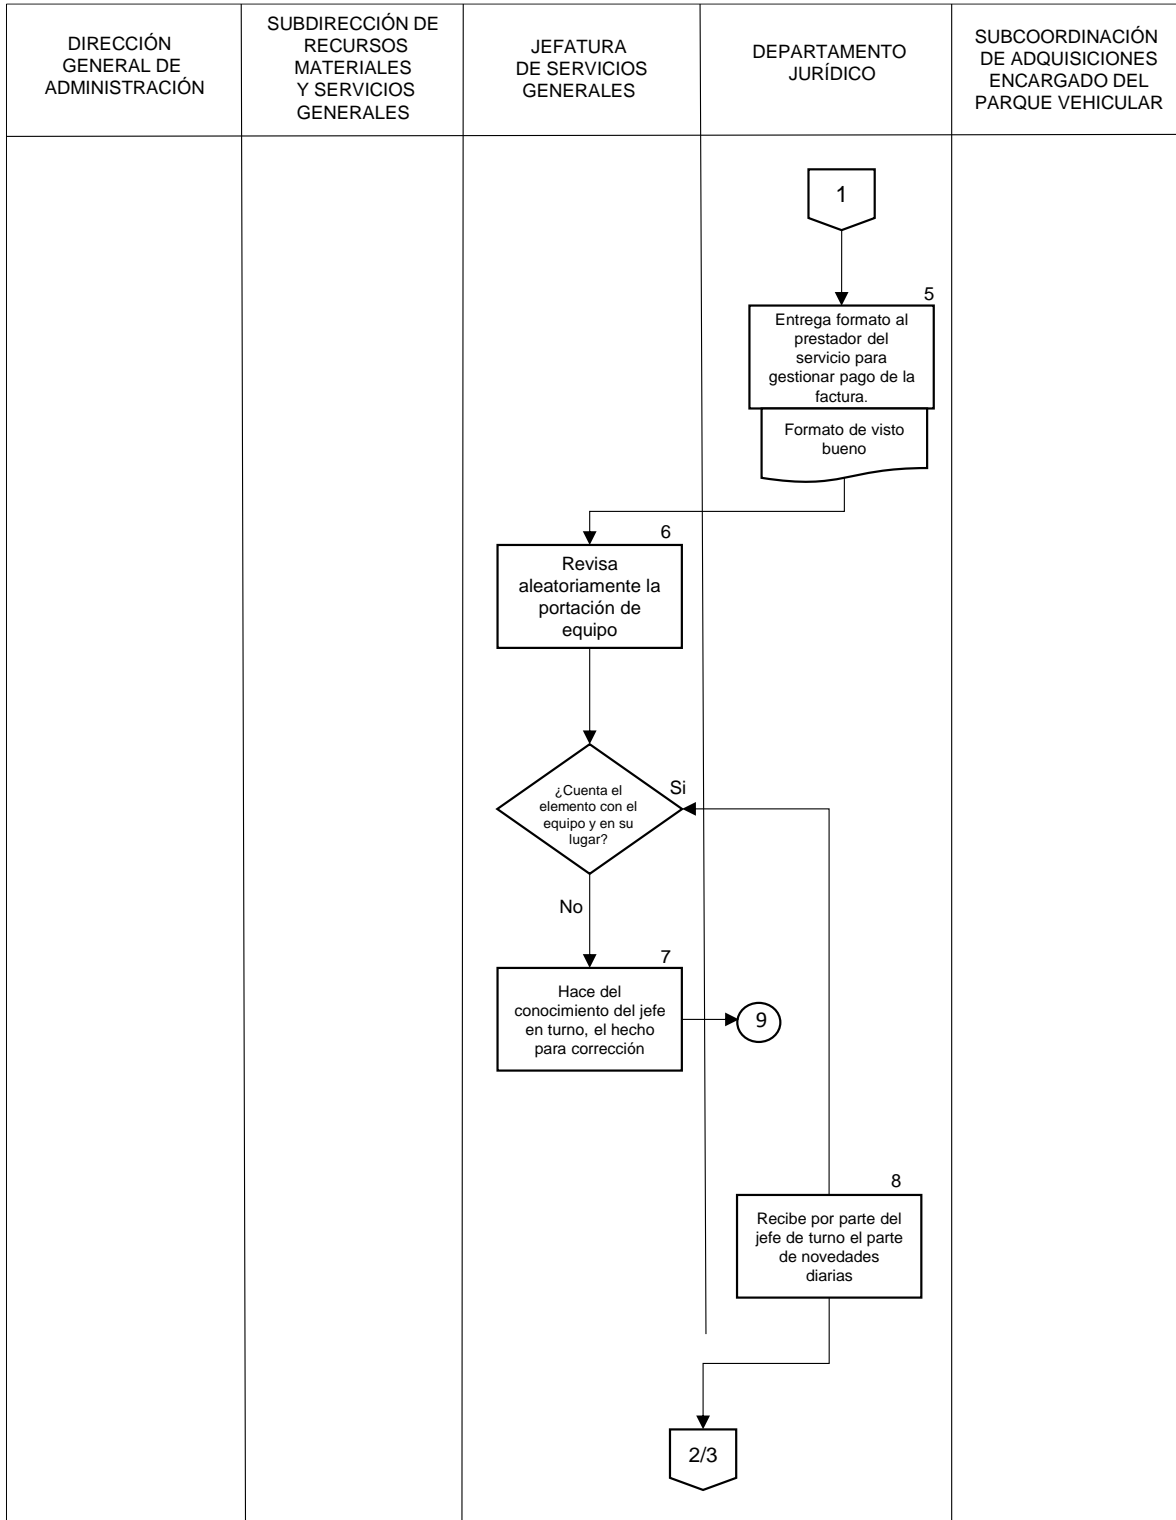 DIRECCIÓN
GENERAL DE
ADMINISTRACIÓN
SUBDIRECCIÓN DE
RECURSOS
MATERIALES
Y SERVICIOS
GENERALES
JEFATURA
DE SERVICIOS
GENERALES
DEPARTAMENTO
JURÍDICO
SUBCOORDINACIÓN
DE ADQUISICIONES
ENCARGADO DEL
PARQUE VEHICULAR
1
5
Entrega formato al
prestador del
servicio para
gestionar pago de la
factura.
Formato de visto
bueno
6
Revisa
aleatoriamente la
portación de
equipo
¿Cuenta el
elemento con el
equipo y en su
lugar?
Si
No
7
Hace del
conocimiento del jefe
en turno, el hecho
para corrección
9
8
Recibe por parte del
jefe de turno el parte
de novedades
diarias
2/3